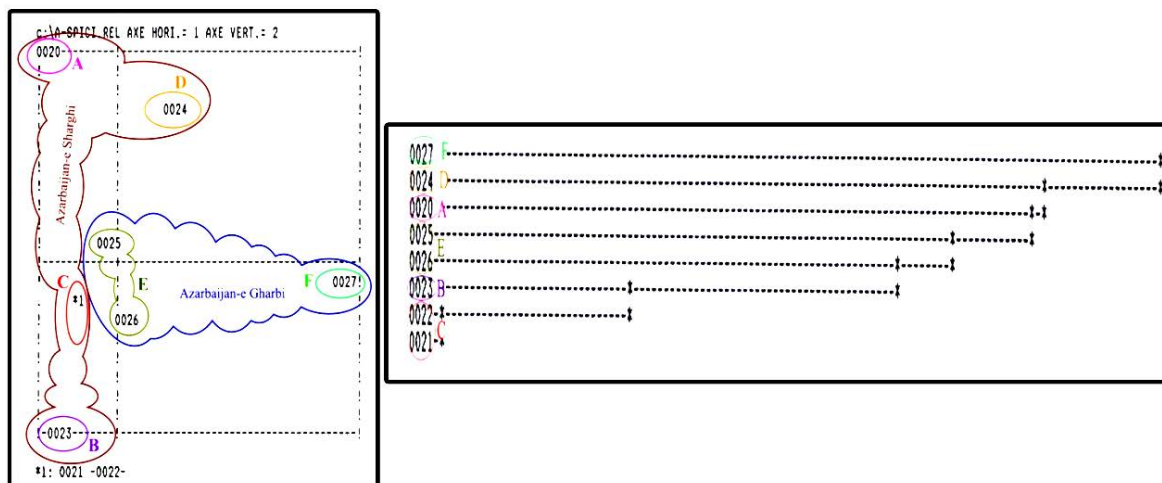 c:\A-SPICI.REL AXE HORI.= 1 AXE VERT.= 2
0020
A
D
0024
Azarbaijan-e Sharghi
0025
E
C
*1
Azarbaijan-e Gharbi
F
0027
0026
-0023-
B
*1: 0021 -0022-
0027 F
0024 D
0020 A
0025
E
0026
0023 B
0022
C
0021